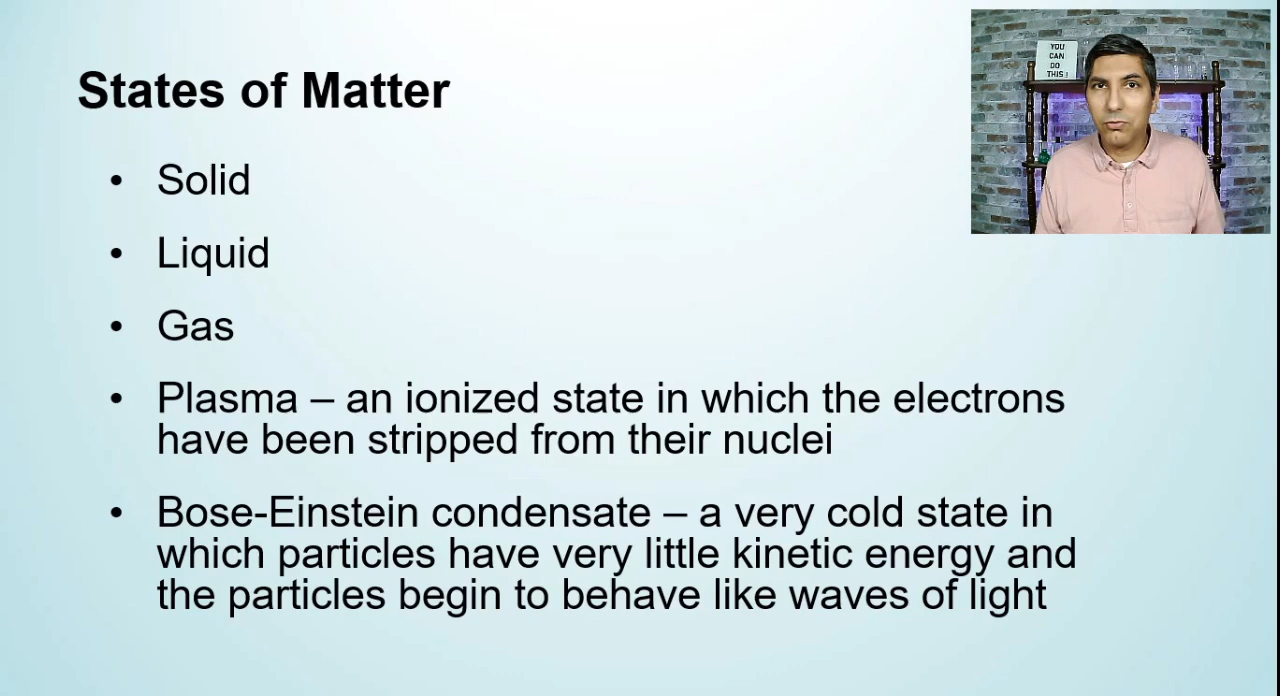 States of Matter
• Solid
• Liquid
• Gas
• Plasma – an ionized state in which the electrons
have been stripped from their nuclei
• Bose-Einstein condensate – a very cold state in
which particles have very little kinetic energy and
the particles begin to behave like waves of light
YOU
CAN
DO
THIS!